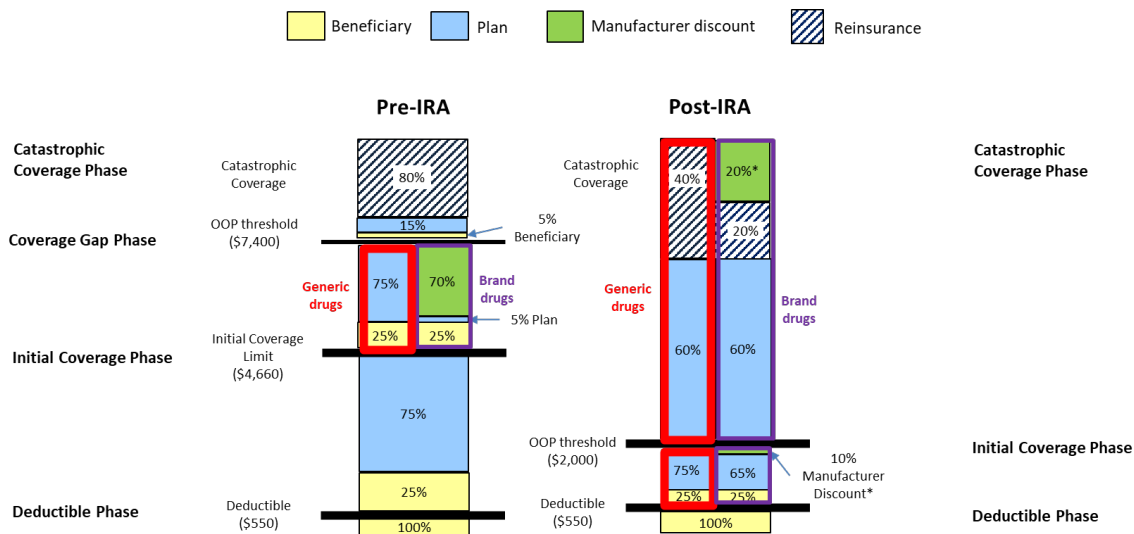 Beneficiary
Plan
Manufacturer discount
Reinsurance
Pre-IRA
Post-IRA
Catastrophic
Coverage Phase
Catastrophic
Coverage
80%
15%
5%
Beneficiary
OOP threshold
($7,400)
Coverage Gap Phase
Generic
drugs
75%
70%
Brand
drugs
5% Plan
25%
25%
Initial Coverage
Limit
($4,660)
Initial Coverage Phase
75%
25%
Deductible Phase
Deductible
($550)
100%
Catastrophic
Coverage
40%
20%*
20%
Catastrophic
Coverage Phase
Generic
drugs
Brand
drugs
60%
60%
OOP threshold
($2,000)
Initial Coverage Phase
75%
65%
10%
Manufacturer
Discount*
25%
25%
Deductible
($550)
Deductible Phase
100%